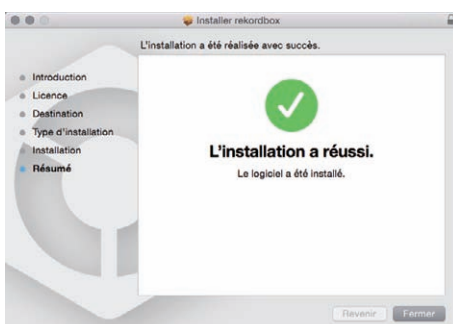 Installer rekordbox
L'installation a été réalisée avec succès.
Introduction
Licence
Destination
Type d'installation
Installation
Résumé
L'installation a réussi.
Le logiciel a été installé.
Revenir
Fermer